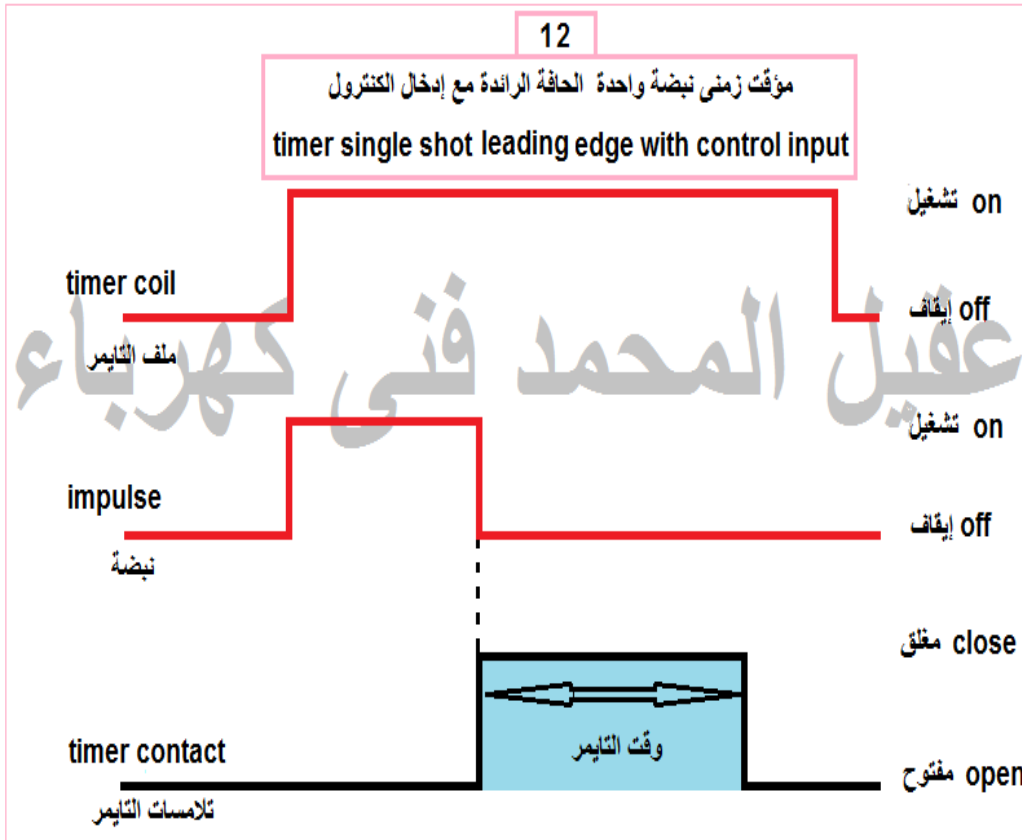 12
مؤقت زمنى نبضة واحدة الحافة الرائدة مع إدخال الكنترول
timer single shot leading edge with control input
تشغيل on
timer coil
إيقاف off
ملف التايمر
عقيل المحمد فنى كهرباء
تشغيل on
impulse
إيقاف off
نبضة
مغلق close
وقت التايمر
timer contact
مفتوح open
تلامسات التايمر